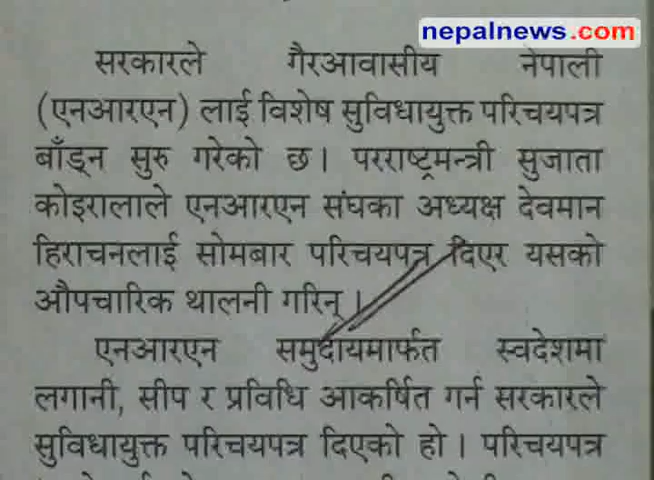 nepalnews.com
सरकारले गैरआवासीय नेपाली
(एनआरएन) लाई विशेष सुविधायुक्त परिचयपत्र
बाँड्न सुरु गरेको छ। परराष्ट्रमन्त्री सुजाता
कोइरालाले एनआरएन संघका अध्यक्ष देवमान
हिराचनलाई सोमबार परिचयपत्र दिएर यसको
औपचारिक थालनी गरिन् ।
एनआरएन समुदायमार्फत स्वदेशमा
लगानी, सीप र प्रविधि आकर्षित गर्न सरकारले
सुविधायुक्त परिचयपत्र दिएको हो । परिचयपत्र